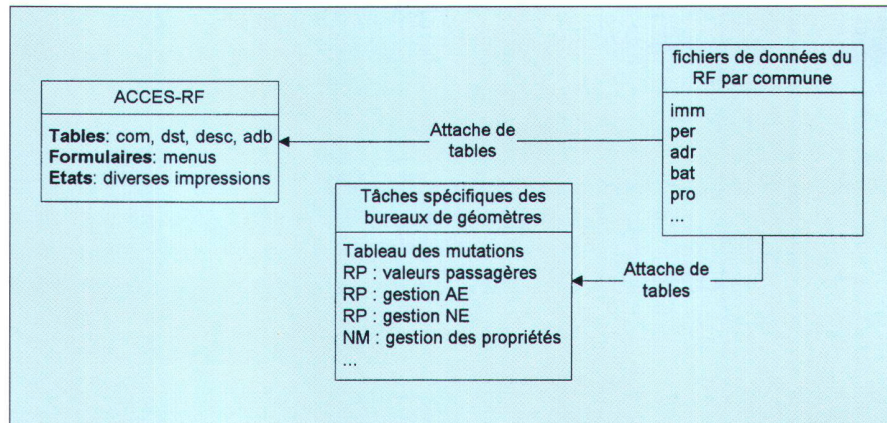 ACCES-RF
Tables: com, dst, desc, adb
Formulaires: menus
Etats: diverses impressions
Attache de
tables
fichiers de données du
RF par commune
imm
per
adr
bat
pro
...
Tâches spécifiques des
bureaux de géomètres
Tableau des mutations
RP : valeurs passagères
RP : gestion AE
RP : gestion NE
NM : gestion des propriétés
...
Attache de
tables